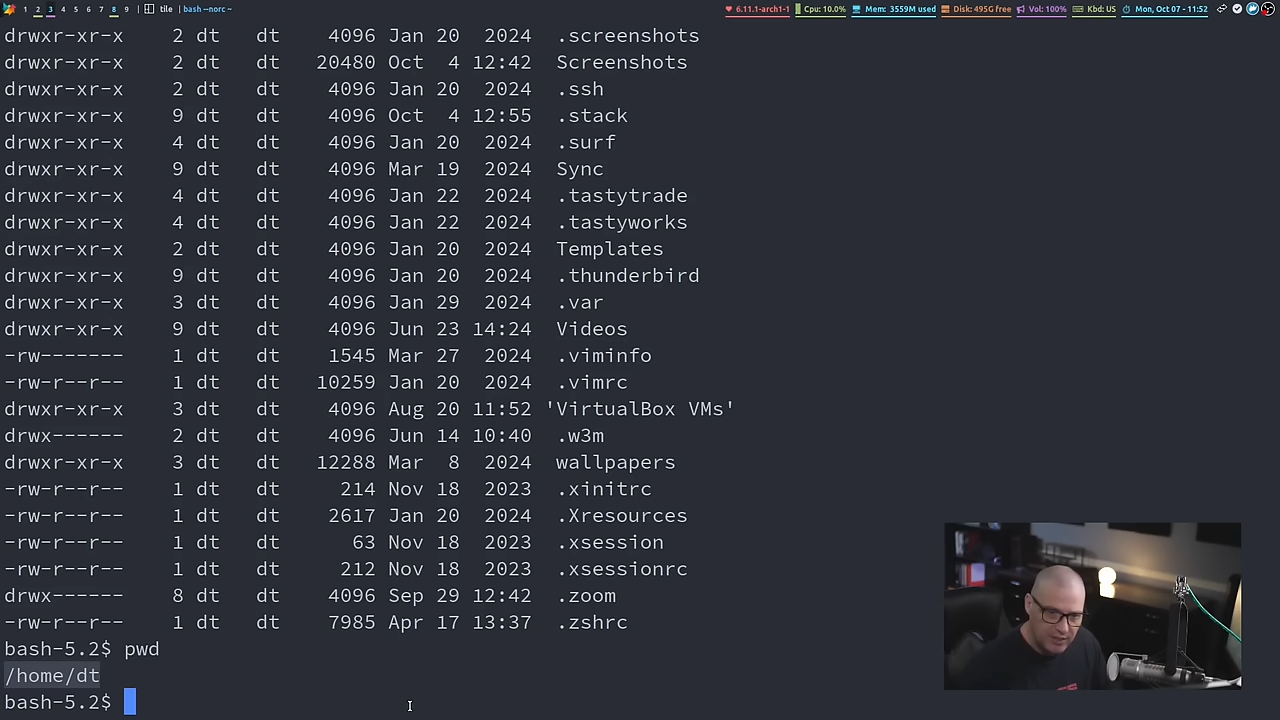 1 2 3 4 5 6 7 8 9 | tile | bash --norc ~ 6.11.1-arch1-1 Cpu: 10.0% Mem: 3559M used Disk: 495G free Vol: 100% Kbd: US Mon, Oct 07 - 11:52
drwxr-xr-x 2 dt dt 4096 Jan 20 2024 .screenshots
drwxr-xr-x 2 dt dt 20480 Oct 4 12:42 Screenshots
drwxr-xr-x 2 dt dt 4096 Jan 20 2024 .ssh
drwxr-xr-x 9 dt dt 4096 Oct 4 12:55 .stack
drwxr-xr-x 4 dt dt 4096 Jan 20 2024 .surf
drwxr-xr-x 9 dt dt 4096 Mar 19 2024 Sync
drwxr-xr-x 4 dt dt 4096 Jan 22 2024 .tastytrade
drwxr-xr-x 4 dt dt 4096 Jan 22 2024 .tastyworks
drwxr-xr-x 2 dt dt 4096 Jan 20 2024 Templates
drwxr-xr-x 9 dt dt 4096 Jan 20 2024 .thunderbird
drwxr-xr-x 3 dt dt 4096 Jan 29 2024 .var
drwxr-xr-x 9 dt dt 4096 Jun 23 14:24 Videos
-rw------- 1 dt dt 1545 Mar 27 2024 .viminfo
-rw-r--r-- 1 dt dt 10259 Jan 20 2024 .vimrc
drwxr-xr-x 3 dt dt 4096 Aug 20 11:52 'VirtualBox VMs'
drwx------ 2 dt dt 4096 Jun 14 10:40 .w3m
drwxr-xr-x 3 dt dt 12288 Mar 8 2024 wallpapers
-rw-r--r-- 1 dt dt 214 Nov 18 2023 .xinitrc
-rw-r--r-- 1 dt dt 2617 Jan 20 2024 .Xresources
-rw-r--r-- 1 dt dt 63 Nov 18 2023 .xsession
-rw-r--r-- 1 dt dt 212 Nov 18 2023 .xsessionrc
drwx------ 8 dt dt 4096 Sep 29 12:42 .zoom
-rw-r--r-- 1 dt dt 7985 Apr 17 13:37 .zshrc
bash-5.2$ pwd
/home/dt
bash-5.2$